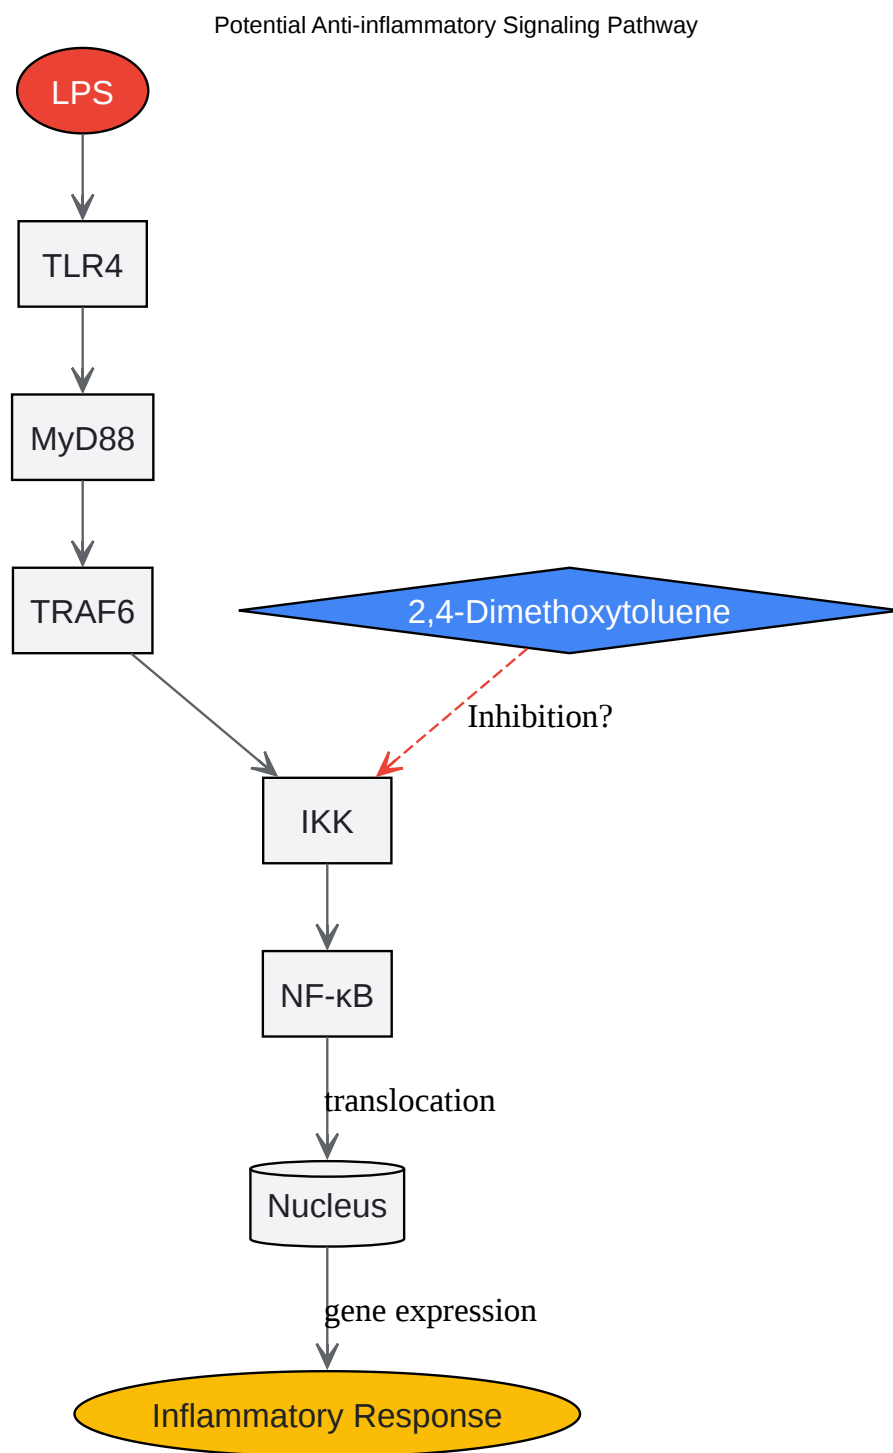 Potential Anti-inflammatory Signaling Pathway
LPS
TLR4
MyD88
TRAF6
2,4-Dimethoxytoluene
Inhibition?
IKK
NF-κB
translocation
Nucleus
gene expression
Inflammatory Response